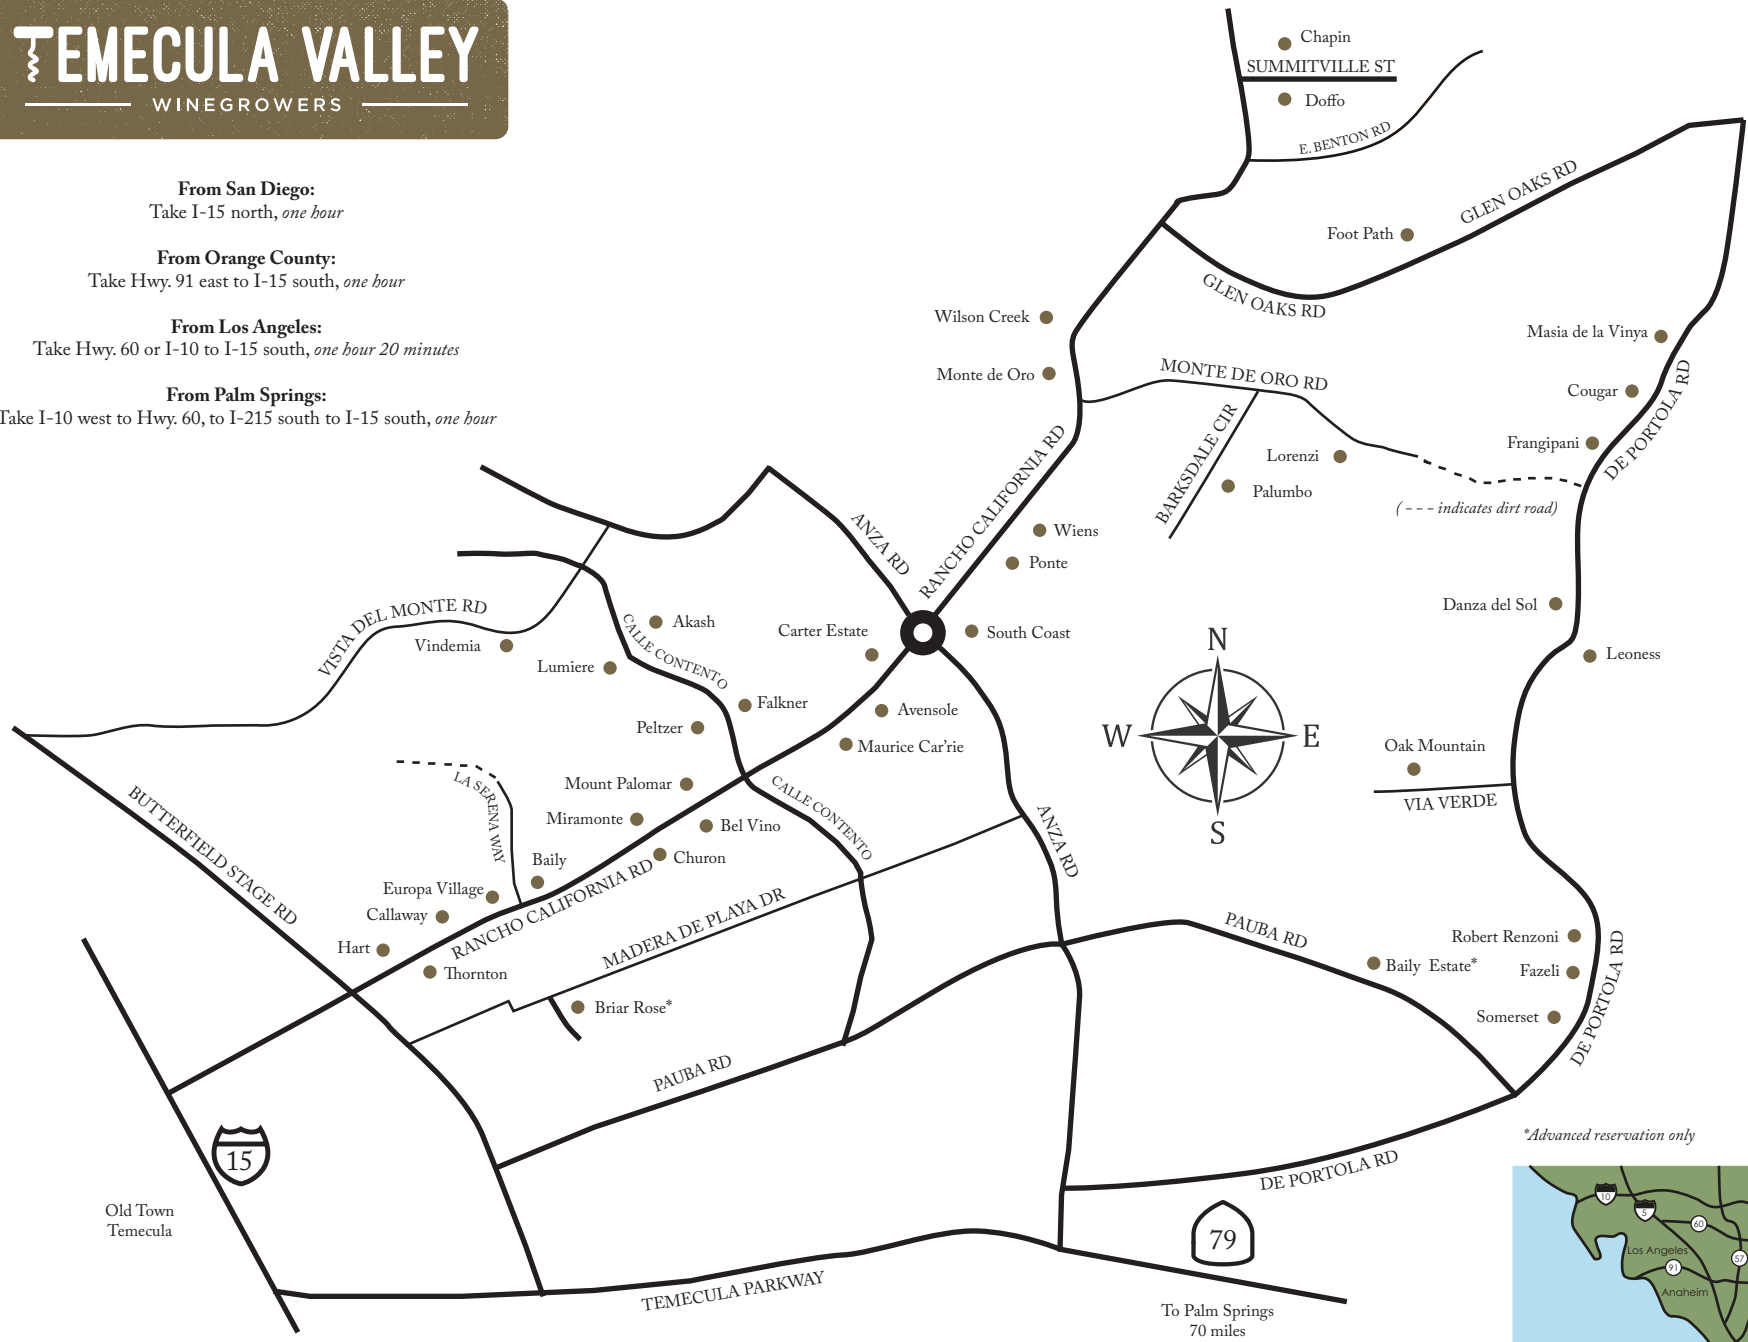 TEMECULA VALLEY
WINEGROWERS
From San Diego:
Take I-15 north, one hour
From Orange County:
Take Hwy. 91 east to I-15 south, one hour
From Los Angeles:
Take Hwy. 60 or I-10 to I-15 south, one hour 20 minutes
From Palm Springs:
Take I-10 west to Hwy. 60, to I-215 south to I-15 south, one hour
Chapin
SUMMITVILLE ST
Doffo
E. BENTON RD
GLEN OAKS RD
Foot Path
GLEN OAKS RD
Wilson Creek
Masia de la Vinya
Monte de Oro
MONTE DE ORO RD
Cougar
DE PORTOLA RD
BARKSDALE CIR
Frangipani
Lorenzi
Palumbo
( - - - indicates dirt road)
RANCHO CALIFORNIA RD
ANZA RD
Wiens
Ponte
VISTA DEL MONTE RD
Vindemia
Akash
CALLE CONTENTO
Lumiere
Carter Estate
South Coast
Danza del Sol
Leoness
N
W
E
S
Falkner
Avensole
Peltzer
Maurice Car'rie
Oak Mountain
VIA VERDE
LA SERENA WAY
Mount Palomar
CALLE CONTENTO
BUTTERFIELD STAGE RD
Miramonte
Bel Vino
ANZA RD
Baily
Churon
Europa Village
RANCHO CALIFORNIA RD
Callaway
MADERA DE PLAYA DR
Hart
Thornton
PAUBA RD
Robert Renzoni
Baily Estate*
Fazeli
DE PORTOLA RD
Briar Rose*
Somerset
PAUBA RD
*Advanced reservation only
15
DE PORTOLA RD
Old Town
Temecula
79
TEMECULA PARKWAY
To Palm Springs
70 miles
10
5
60
Los Angeles
57
91
Anaheim